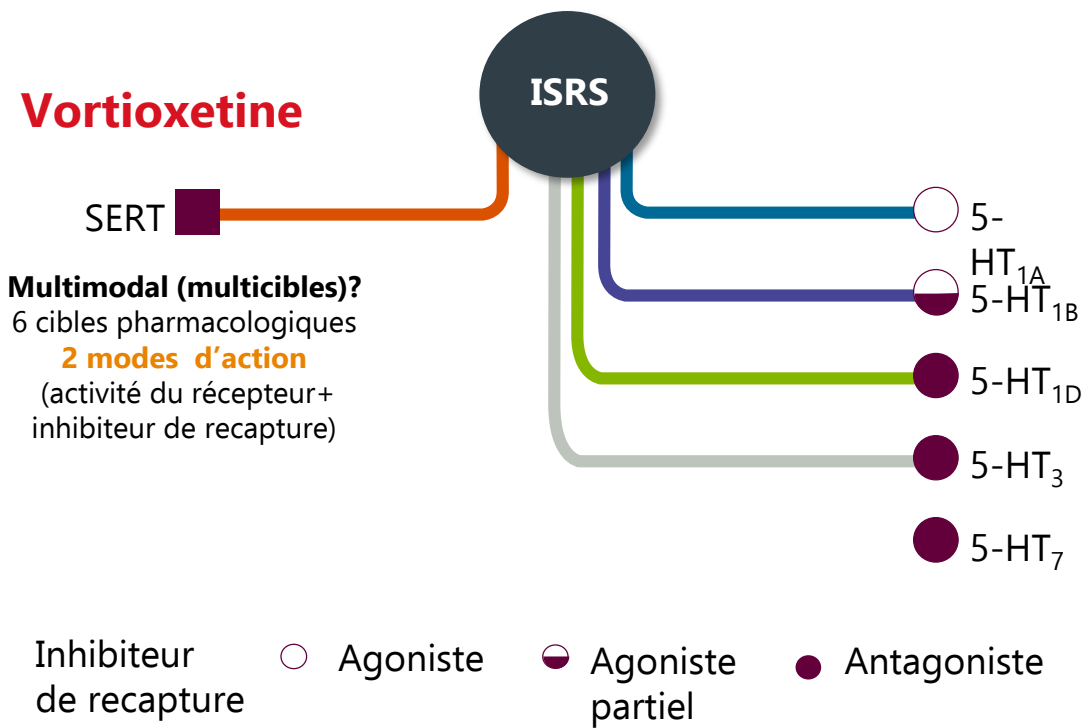 ISRS
Vortioxetine
SERT
Multimodal (multicibles)?
6 cibles pharmacologiques
2 modes d’action
(activité du récepteur+
inhibiteur de recapture)
5-
HT1A
5-HT1B
5-HT1D
5-HT3
5-HT7
Inhibiteur
de recapture
Agoniste
Agoniste
partiel
Antagoniste